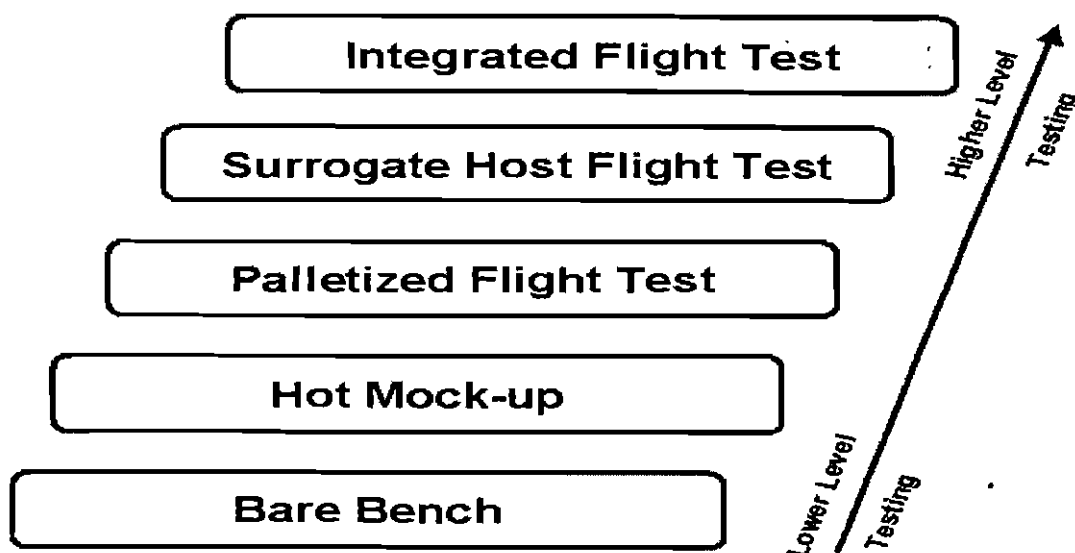 Integrated Flight Test
Surrogate Host Flight Test
Palletized Flight Test
Hot Mock-up
Bare Bench
Higher Level
Testing
Lower Level
Testing